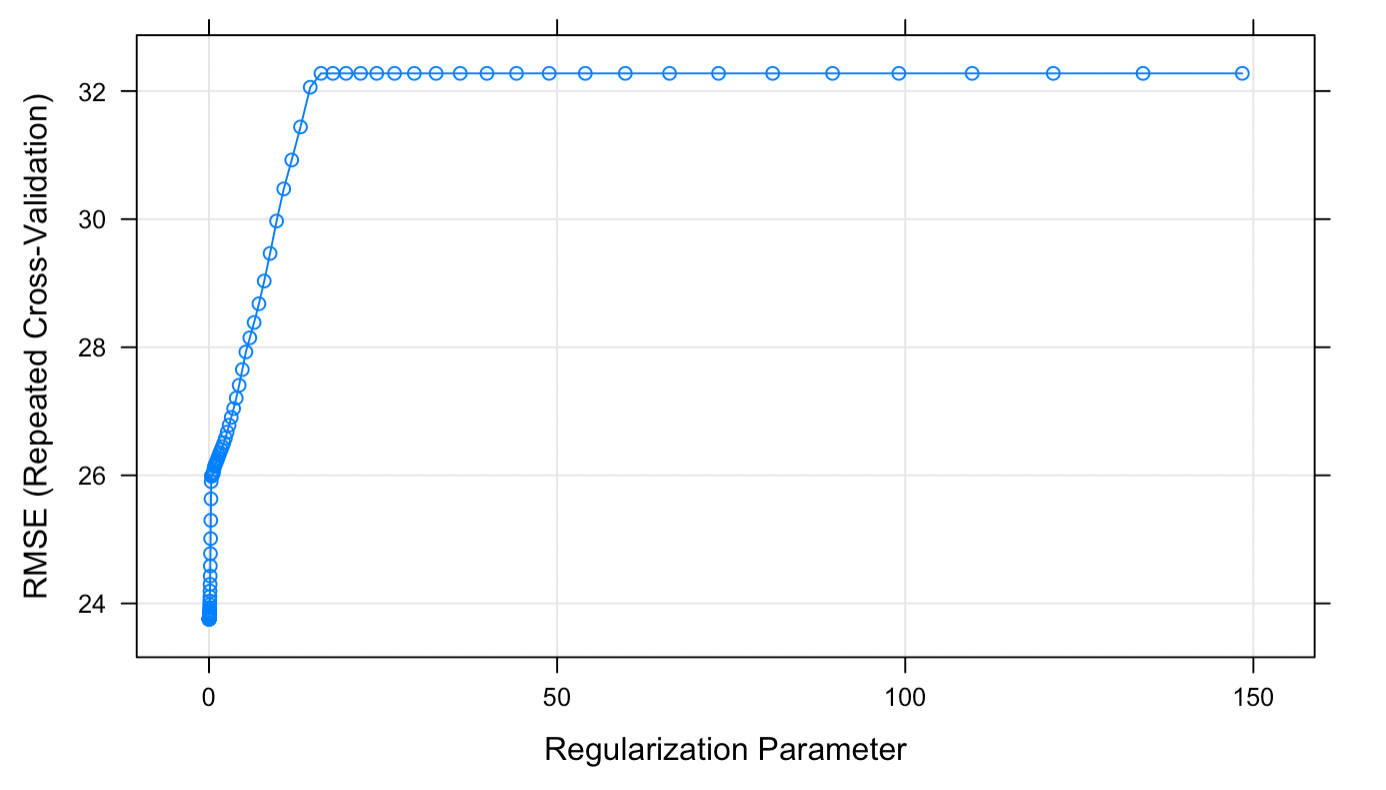 RMSE (Repeated Cross-Validation)
32
30
28
26
24
0 50 100 150
Regularization Parameter